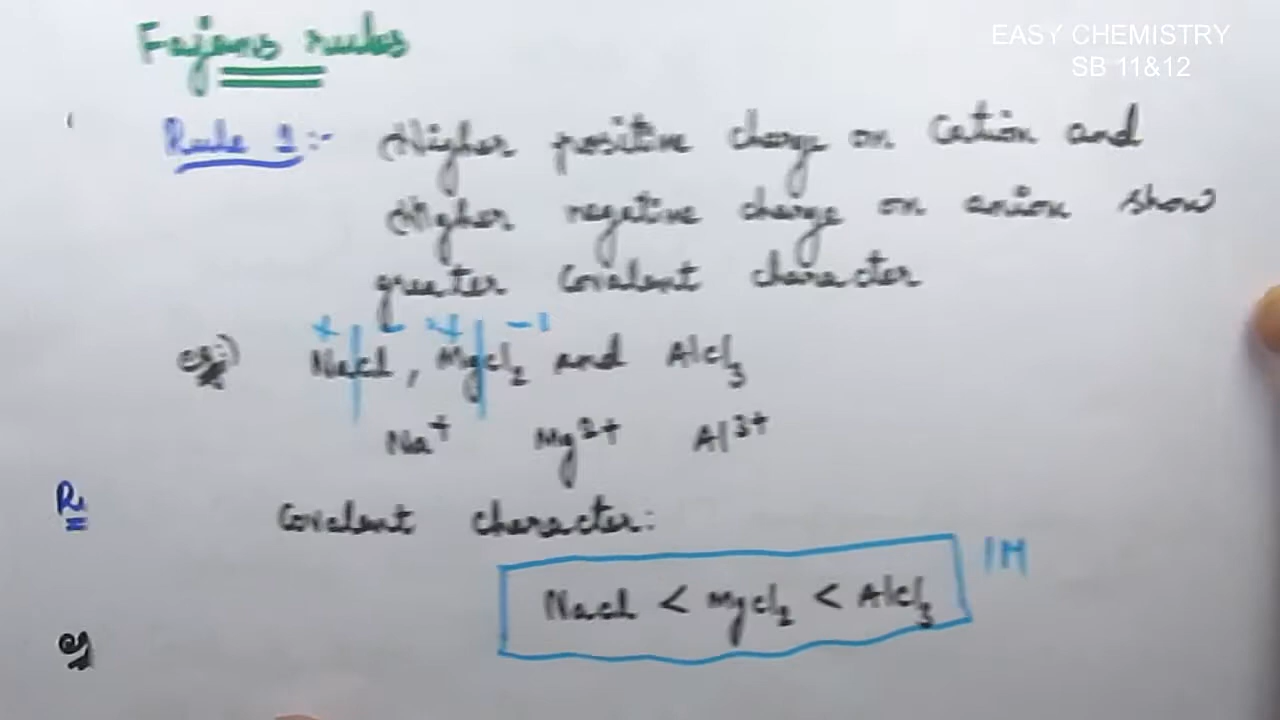 EASY CHEMISTRY
SB 11&12
Fajans rules
Rule 1:- Higher positive charge on Cation and
Higher negative charge on anion show
greater Covalent character
+ - 2+ -1
eg:) NaCl, MgCl₂ and AlCl₃
Na⁺ Mg²⁺ Al³⁺
Covalent character:
NaCl < MgCl₂ < AlCl₃ 1M